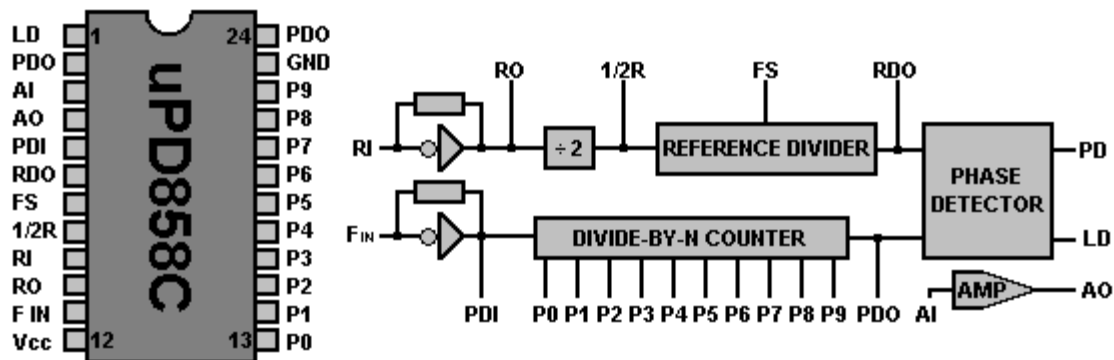 LD 1 24 PDO
PDO GND
AI P9
AO P8
PDI P7
RDO P6
FS P5
1/2R P4
RI P3
RO P2
F IN P1
Vcc 12 13 P0
uPD858C
RO 1/2R FS RDO
RI ÷ 2 REFERENCE DIVIDER
PHASE DETECTOR
PD
FIN DIVIDE-BY-N COUNTER
LD
PDI P0 P1 P2 P3 P4 P5 P6 P7 P8 P9 PDO
AI AMP AO